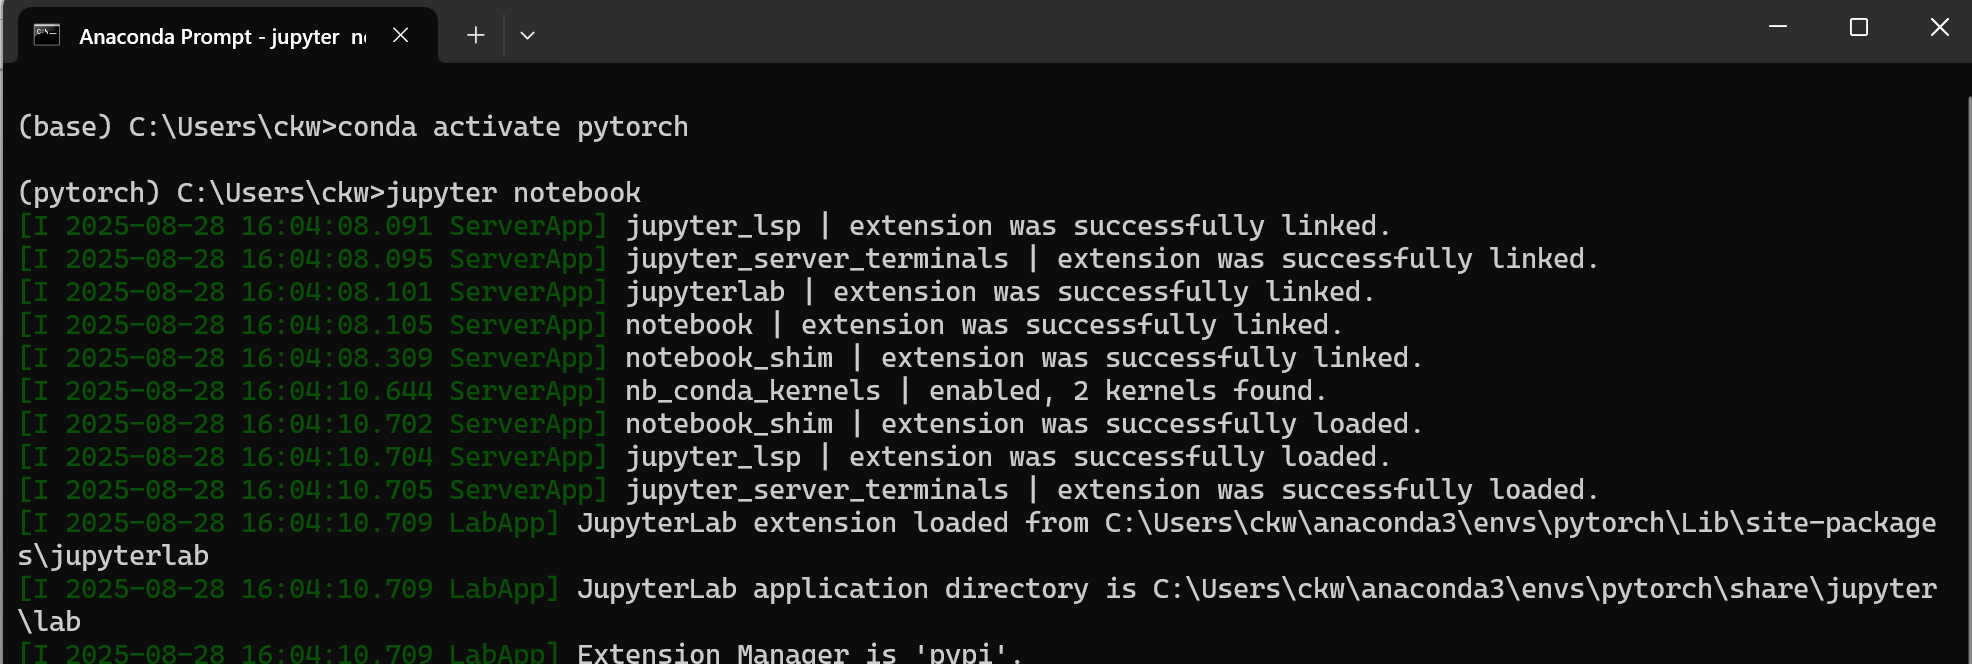 Anaconda Prompt - jupyter  n
(base) C:\Users\ckw>conda activate pytorch
(pytorch) C:\Users\ckw>jupyter notebook
[I 2025-08-28 16:04:08.091 ServerApp] jupyter_lsp | extension was successfully linked.
[I 2025-08-28 16:04:08.095 ServerApp] jupyter_server_terminals | extension was successfully linked.
[I 2025-08-28 16:04:08.101 ServerApp] jupyterlab | extension was successfully linked.
[I 2025-08-28 16:04:08.105 ServerApp] notebook | extension was successfully linked.
[I 2025-08-28 16:04:08.309 ServerApp] notebook_shim | extension was successfully linked.
[I 2025-08-28 16:04:10.644 ServerApp] nb_conda_kernels | enabled, 2 kernels found.
[I 2025-08-28 16:04:10.702 ServerApp] notebook_shim | extension was successfully loaded.
[I 2025-08-28 16:04:10.704 ServerApp] jupyter_lsp | extension was successfully loaded.
[I 2025-08-28 16:04:10.705 ServerApp] jupyter_server_terminals | extension was successfully loaded.
[I 2025-08-28 16:04:10.709 LabApp] JupyterLab extension loaded from C:\Users\ckw\anaconda3\envs\pytorch\Lib\site-package
s\jupyterlab
[I 2025-08-28 16:04:10.709 LabApp] JupyterLab application directory is C:\Users\ckw\anaconda3\envs\pytorch\share\jupyter
\lab
[I 2025-08-28 16:04:10.709 LabApp] Extension Manager is 'pypi'.